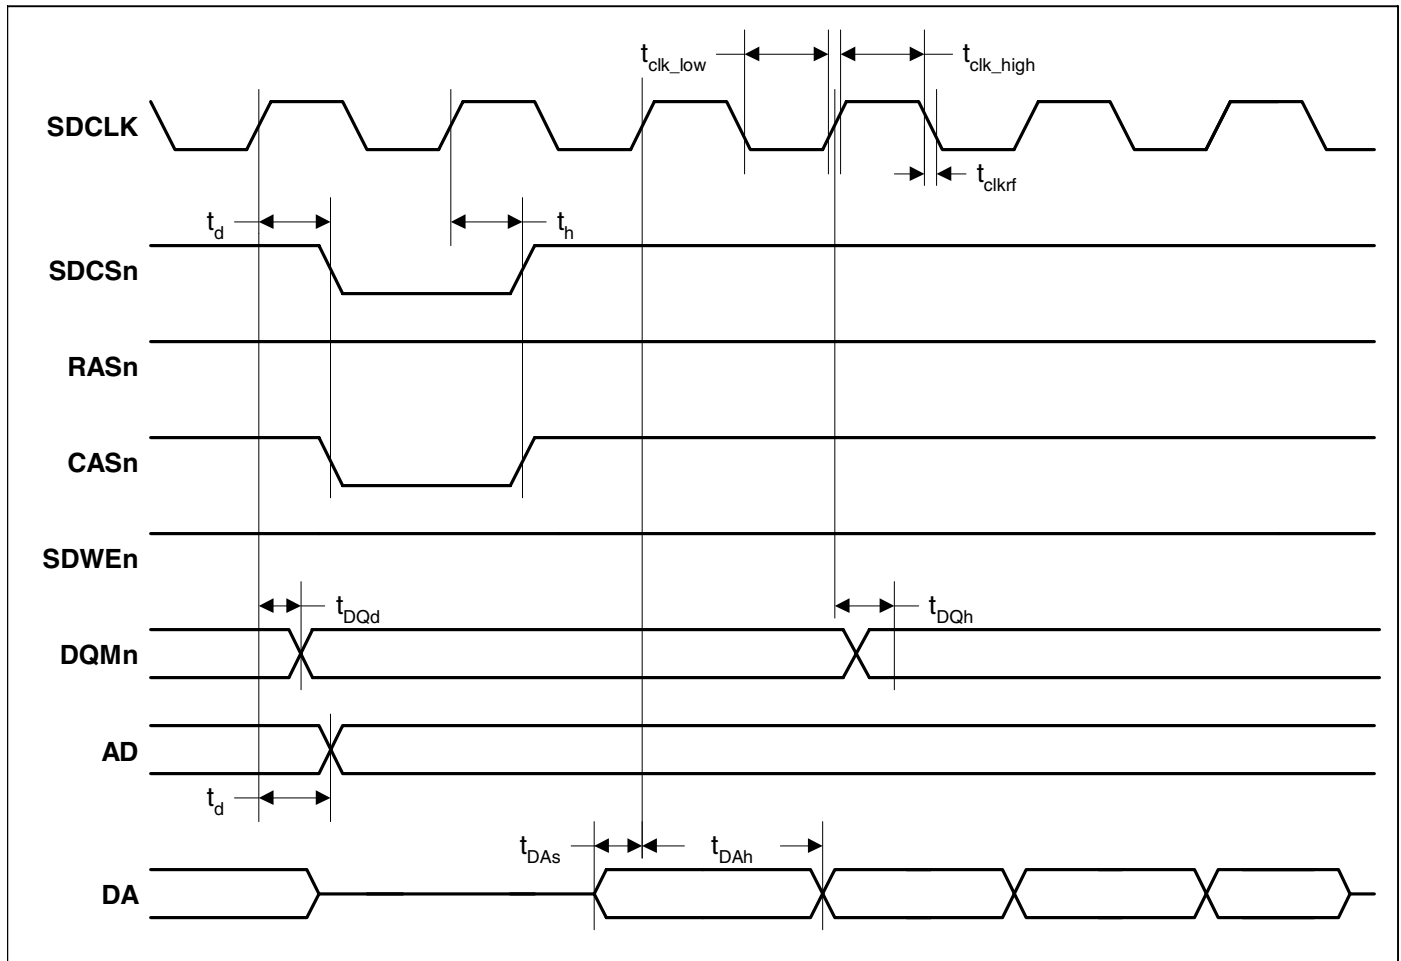 t_clk_low t_clk_high
SDCLK
t_clkrf
t_d t_h
SDCSn
RASn
CASn
SDWEn
t_DQd t_DQh
DQMn
AD
t_d
t_DAs t_DAh
DA